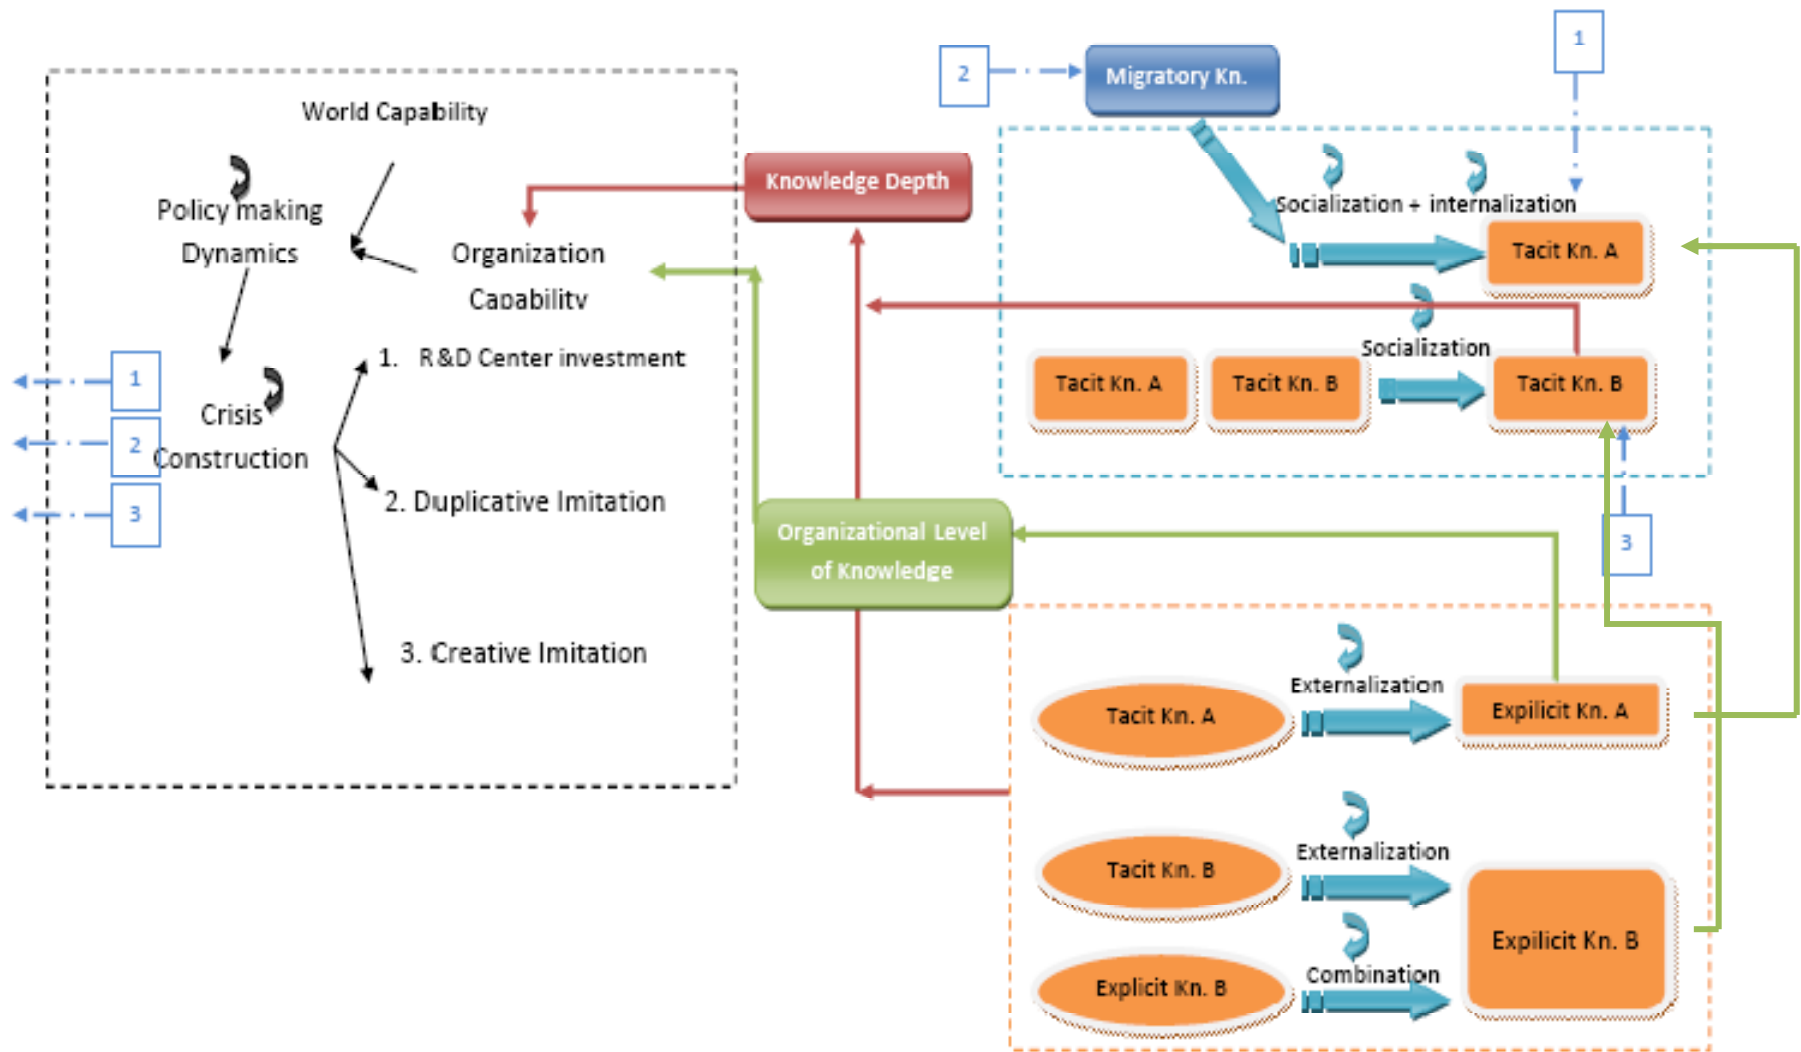 World Capability
Policy making
Dynamics
Organization
Capability
1. R&D Center investment
Crisis
Construction
2. Duplicative Imitation
3. Creative Imitation
1
2
3
Knowledge Depth
Organizational Level
of Knowledge
2
Migratory Kn.
1
Socialization + internalization
Tacit Kn. A
Socialization
Tacit Kn. A
Tacit Kn. B
Tacit Kn. B
3
Externalization
Tacit Kn. A
Expilicit Kn. A
Externalization
Tacit Kn. B
Expilicit Kn. B
Combination
Explicit Kn. B